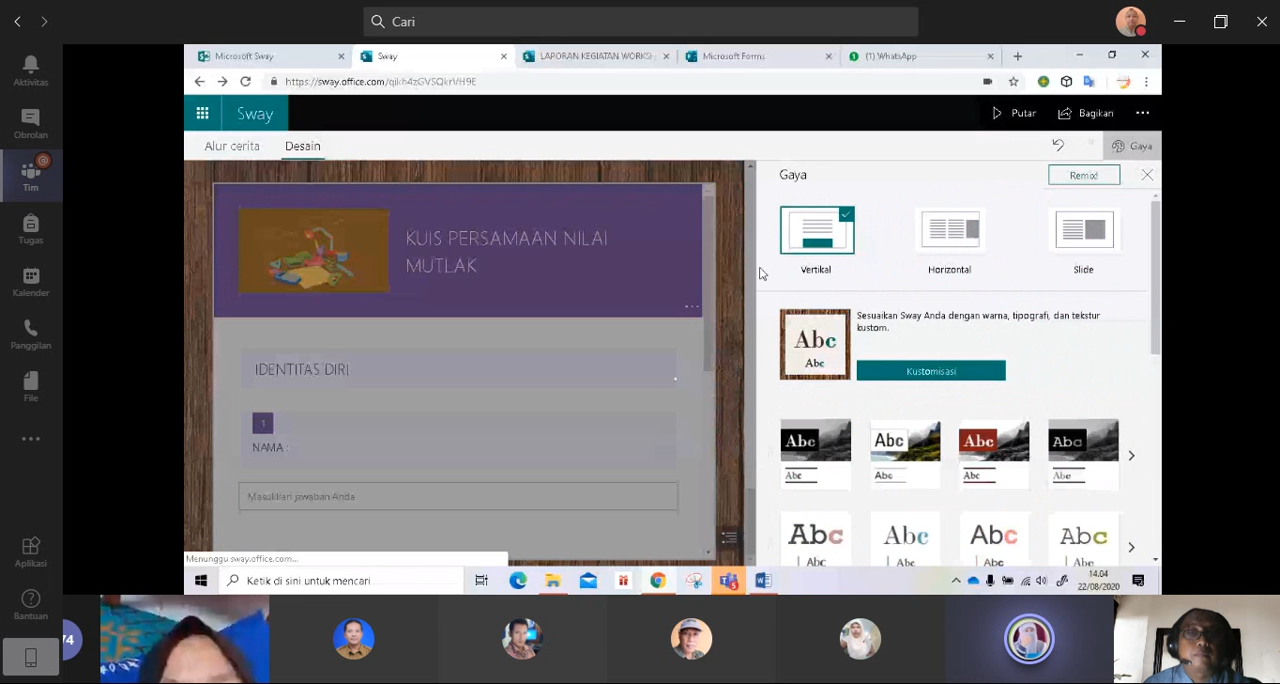 Cari
Aktivitas
Obrolan
Tim
Tugas
Kalender
Panggilan
File
Aplikasi
Bantuan
Microsoft Sway
Sway
LAPORAN KEGIATAN WORKS
Microsoft Forms
(1) WhatsApp
Sway
Putar
Bagikan
Alur cerita
Desain
Gaya
KUIS PERSAMAAN NILAI
MUTLAK
IDENTITAS DIRI
1
NAMA :
Masukkan jawaban Anda
Menunggu sway.office.com...
Gaya
Remix!
Vertikal
Horizontal
Slide
Abc
Abc
Sesuaikan Sway Anda dengan warna, tipografi, dan tekstur
kustom.
Kustomisasi
Abc Abc Abc Abc
Abc Abc Abc Abc
Abc Abc Abc Abc
Abc Abc Abc Abc
Ketik di sini untuk mencari
14.04
22/08/2020
74